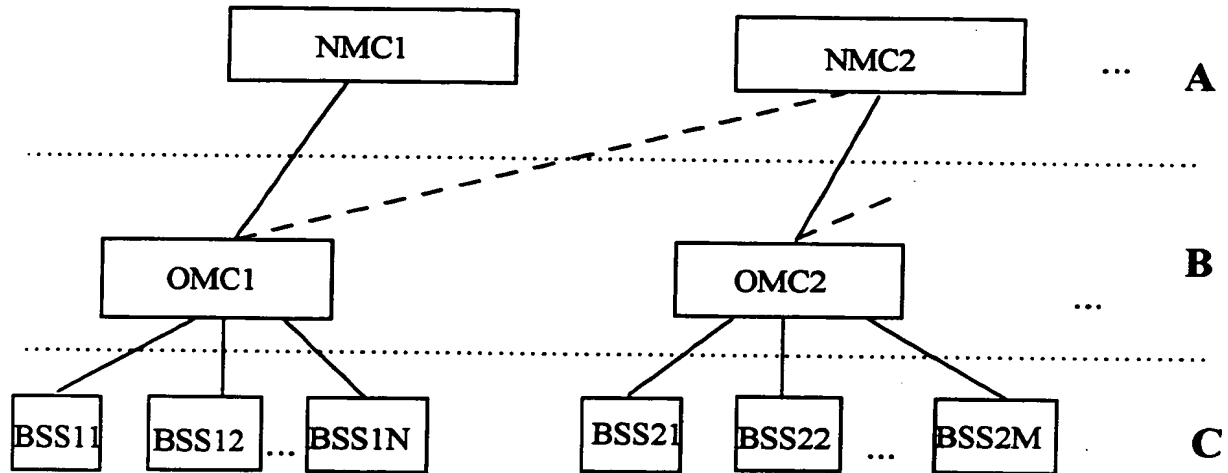 NMC1
NMC2
...
A
OMC1
OMC2
...
B
BSS11
BSS12
...
BSS1N
BSS21
BSS22
...
BSS2M
C